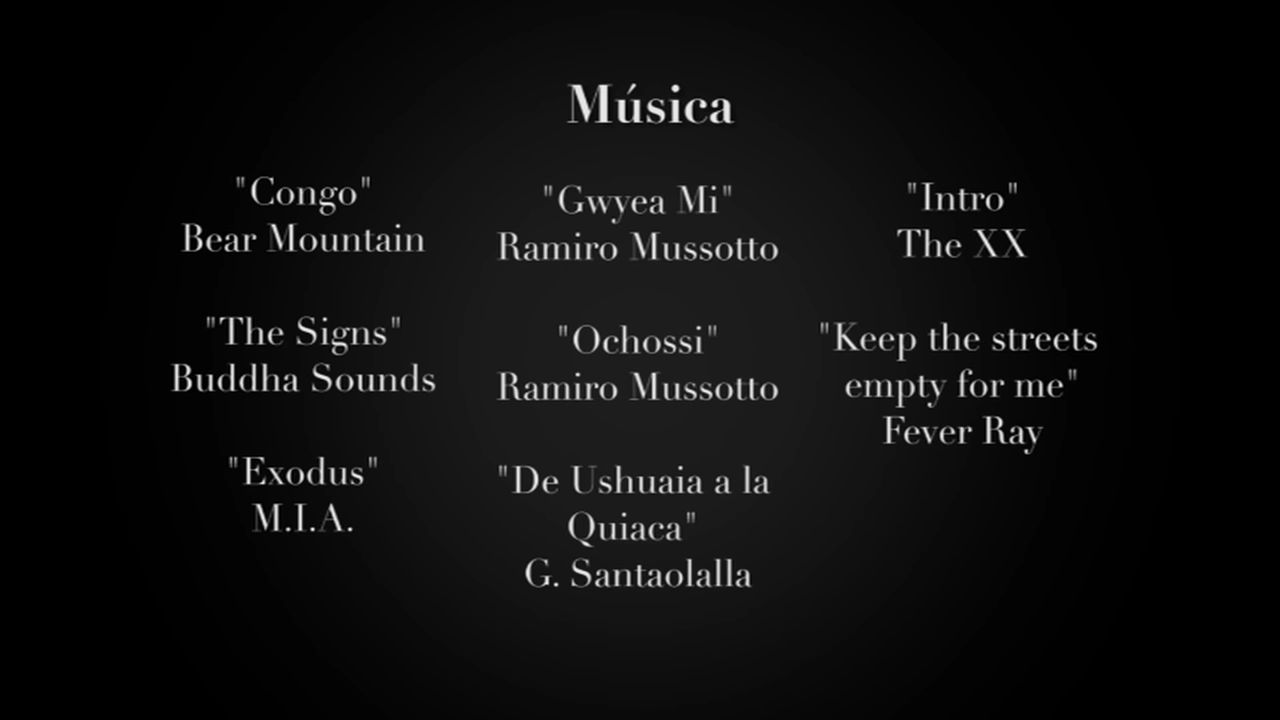 Música
"Congo"
Bear Mountain
"The Signs"
Buddha Sounds
"Exodus"
M.I.A.
"Gwyea Mi"
Ramiro Mussotto
"Ochossi"
Ramiro Mussotto
"De Ushuaia a la
Quiaca"
G. Santaolalla
"Intro"
The XX
"Keep the streets
empty for me"
Fever Ray